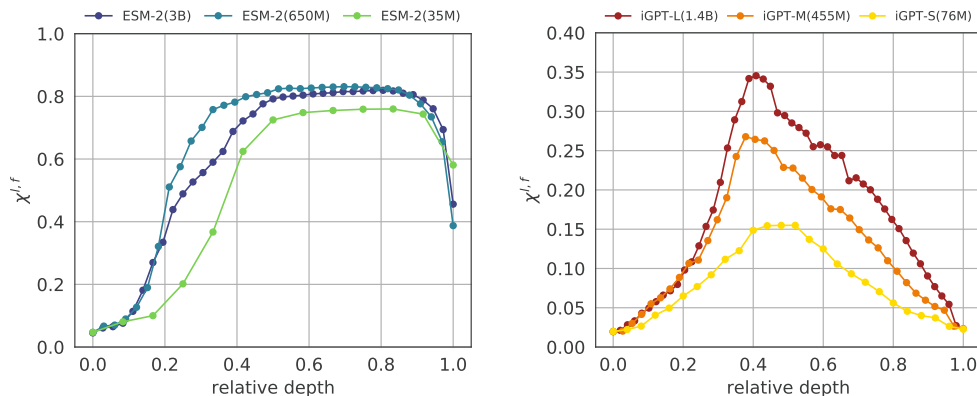 ESM-2(3B) ESM-2(650M) ESM-2(35M)
1.0
0.8
0.6
0.4
0.2
0.0
χ^{l,f}
0.0 0.2 0.4 0.6 0.8 1.0
relative depth
iGPT-L(1.4B) iGPT-M(455M) iGPT-S(76M)
0.40
0.35
0.30
0.25
0.20
0.15
0.10
0.05
0.00
χ^{l,f}
0.0 0.2 0.4 0.6 0.8 1.0
relative depth